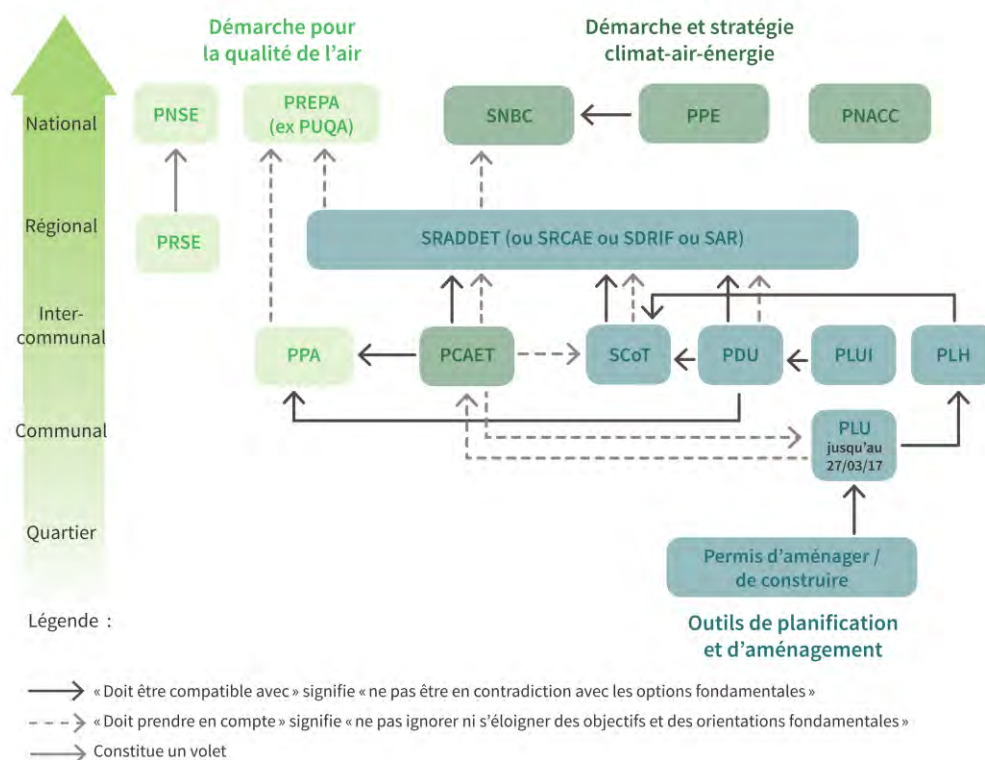 Démarche pour
la qualité de l'air
Démarche et stratégie
climat-air-énergie
National
PNSE
PREPA
(ex PUQA)
SNBC
PPE
PNACC
Régional
PRSE
SRADDET (ou SRCAE ou SDRIF ou SAR)
Inter-
communal
PPA
PCAET
SCoT
PDU
PLUI
PLH
Communal
PLU
jusqu'au
27/03/17
Quartier
Permis d'aménager /
de construire
Légende :
Outils de planification
et d'aménagement
« Doit être compatible avec » signifie « ne pas être en contradiction avec les options fondamentales »
« Doit prendre en compte » signifie « ne pas ignorer ni s'éloigner des objectifs et des orientations fondamentales »
Constitue un volet